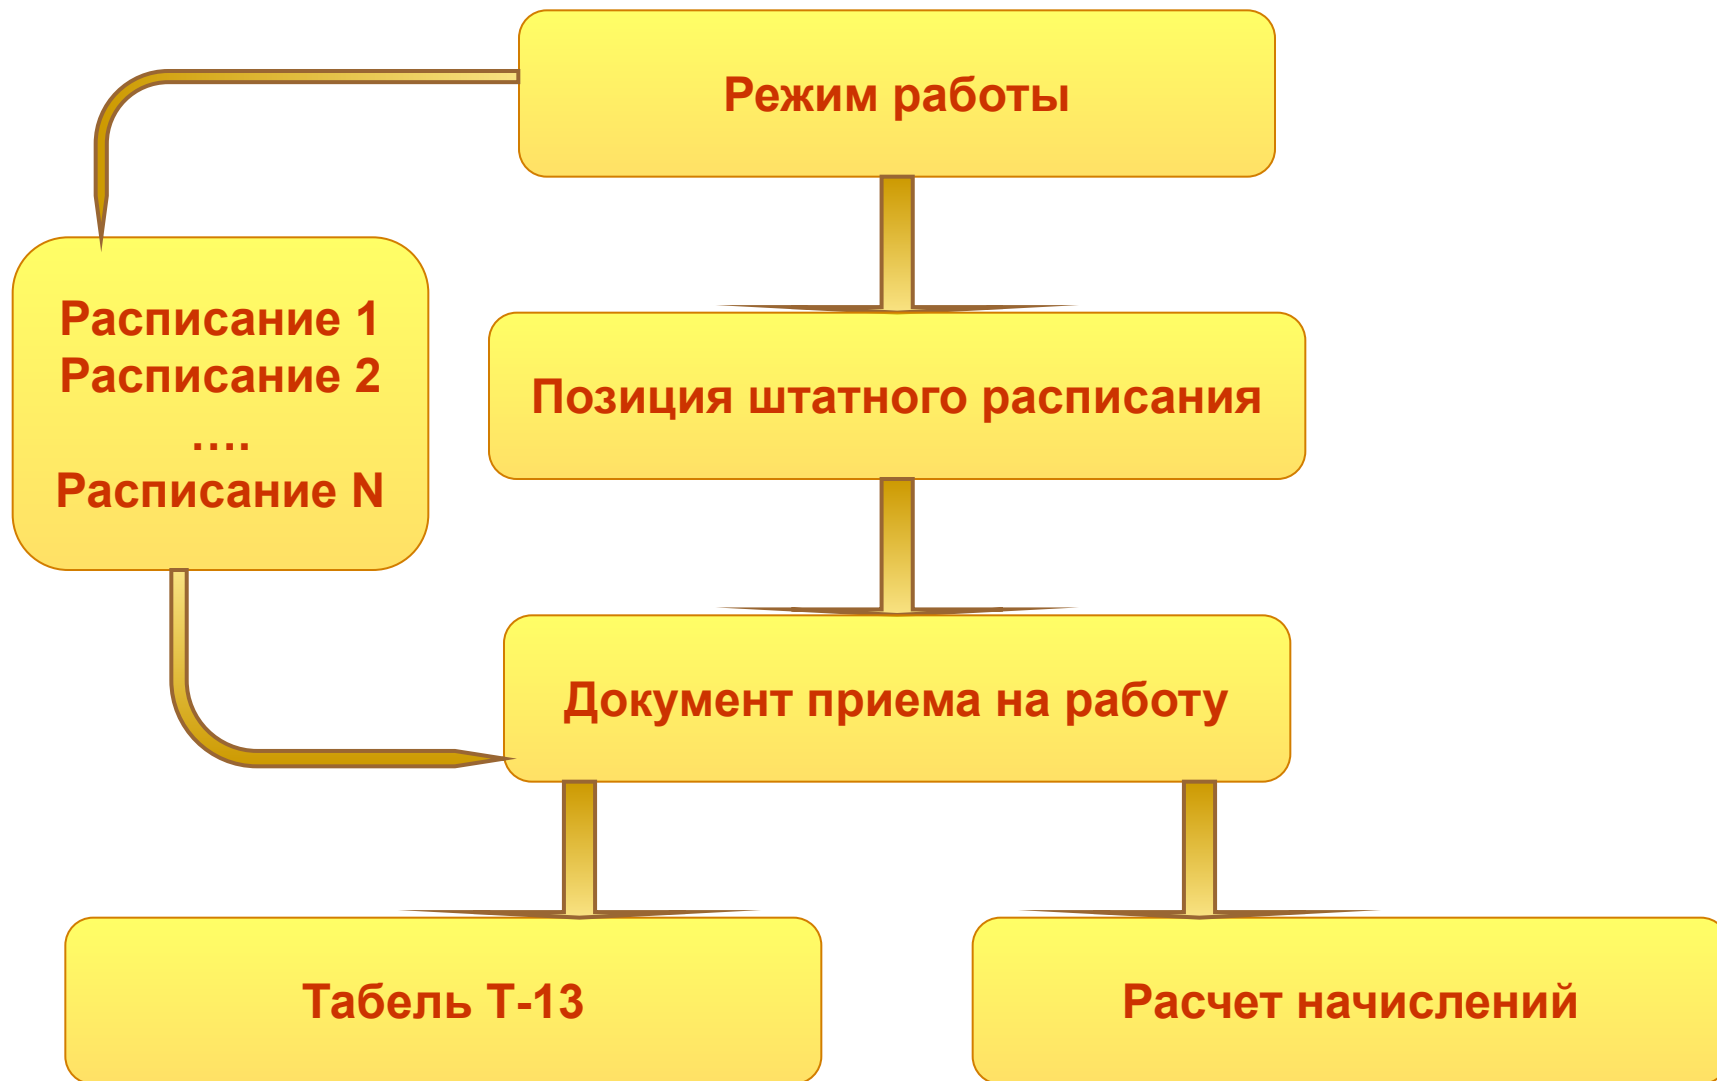 Режим работы
Расписание 1
Расписание 2
….
Расписание N
Позиция штатного расписания
Документ приема на работу
Табель Т-13
Расчет начислений